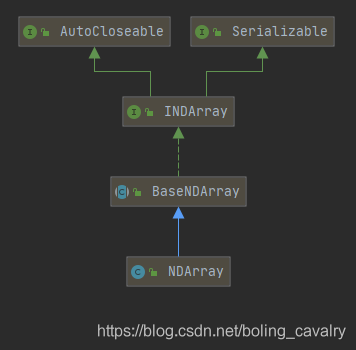 AutoCloseable
Serializable
INDArray
BaseNDArray
NDArray
https://blog.csdn.net/boling_cavalry